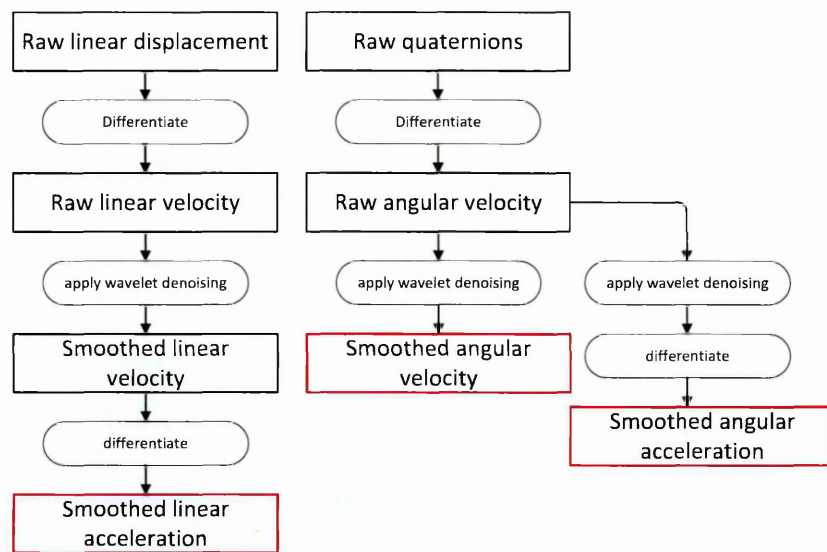 Raw linear displacement
Differentiate
Raw linear velocity
apply wavelet denoising
Smoothed linear
velocity
differentiate
Smoothed linear
acceleration
Raw quaternions
Differentiate
Raw angular velocity
apply wavelet denoising
Smoothed angular
velocity
apply wavelet denoising
differentiate
Smoothed angular
acceleration